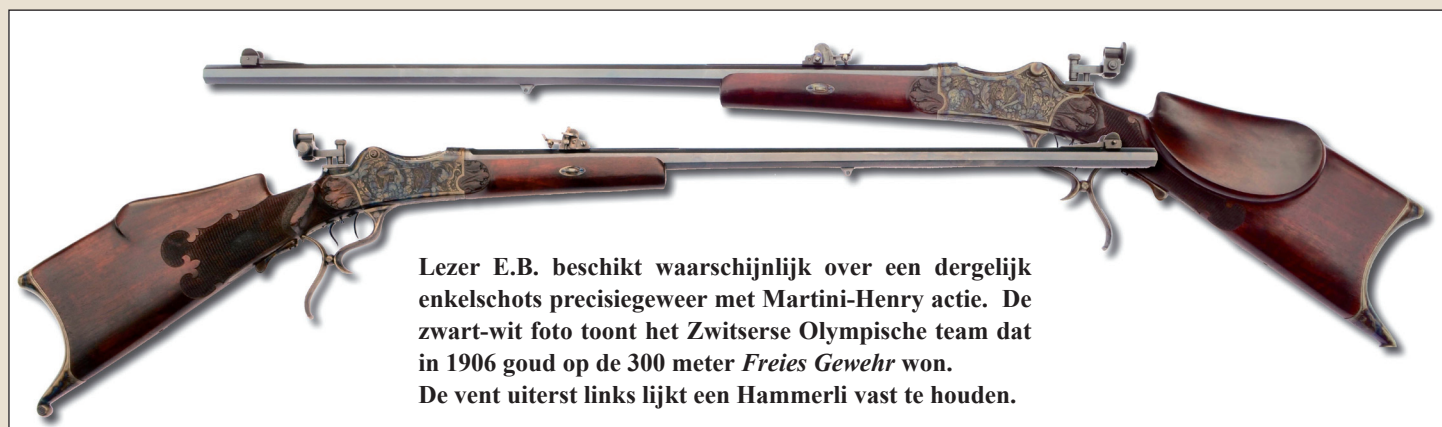 Lezer E.B. beschikt waarschijnlijk over een dergelijk
enkelschots precisiegeweer met Martini-Henry actie. De
zwart-wit foto toont het Zwitserse Olympische team dat
in 1906 goud op de 300 meter Freies Gewehr won.
De vent uiterst links lijkt een Hammerli vast te houden.